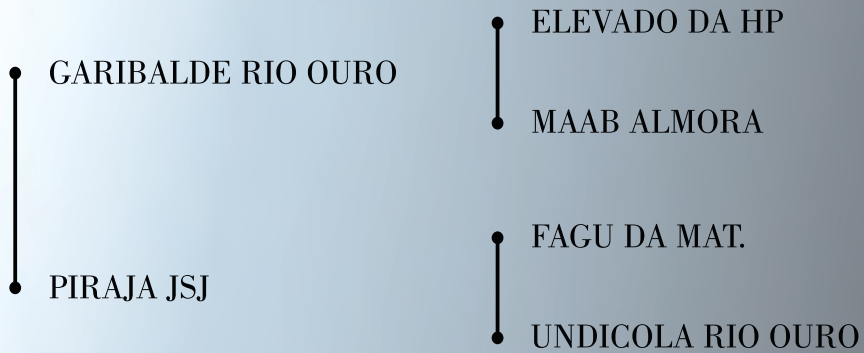 ELEVADO DA HP
GARIBALDE RIO OURO
MAAB ALMORA
FAGU DA MAT.
PIRAJA JSJ
UNDICOLA RIO OURO